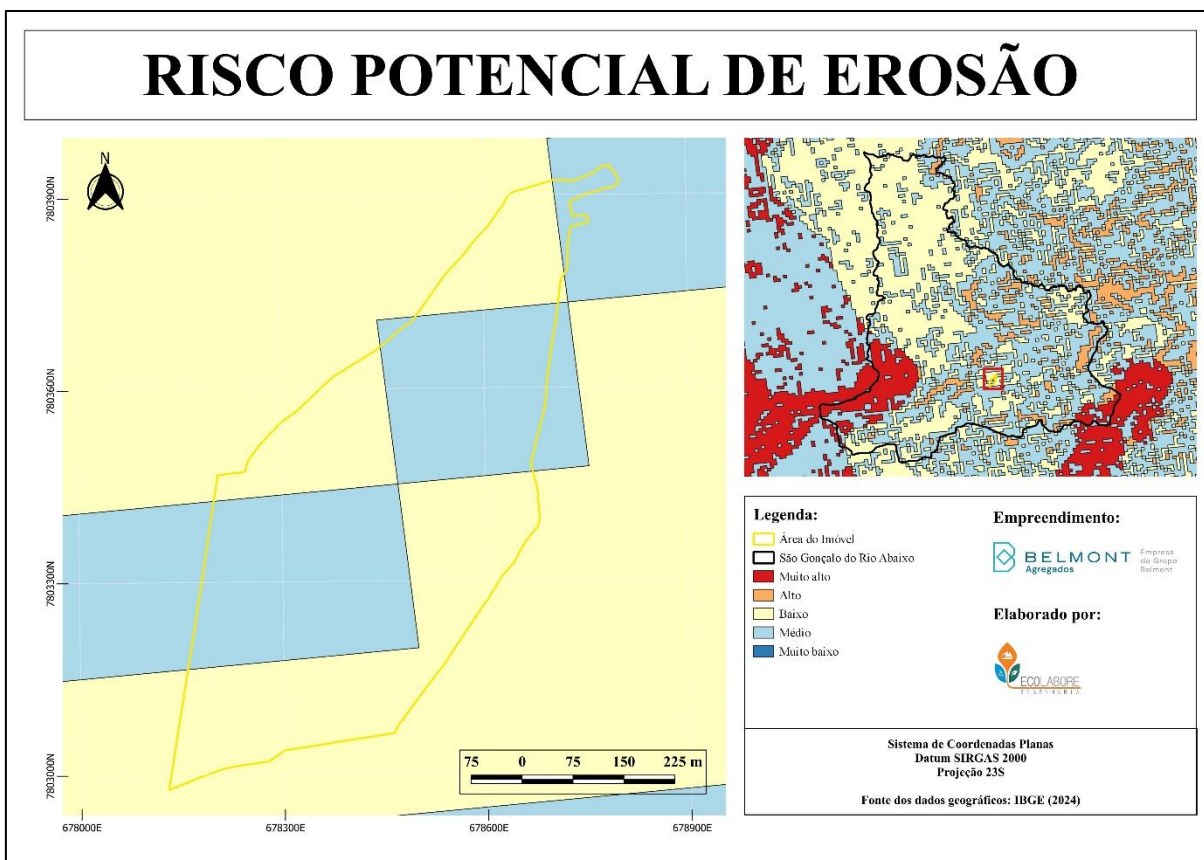 RISCO POTENCIAL DE EROSÃO
N
7803900N
7803600N
7803300N
7803000N
75 0 75 150 225 m
678000E 678300E 678600E 678900E
Legenda:
Área do Imóvel
São Gonçalo do Rio Abaixo
Muito alto
Alto
Baixo
Médio
Muito baixo
Empreendimento:
BELMONT
Agregados
Empresa
do Grupo
Belmont
Elaborado por:
ECOLABORE
ENGENHARIA
Sistema de Coordenadas Planas
Datum SIRGAS 2000
Projeção 23S
Fonte dos dados geográficos: IBGE (2024)